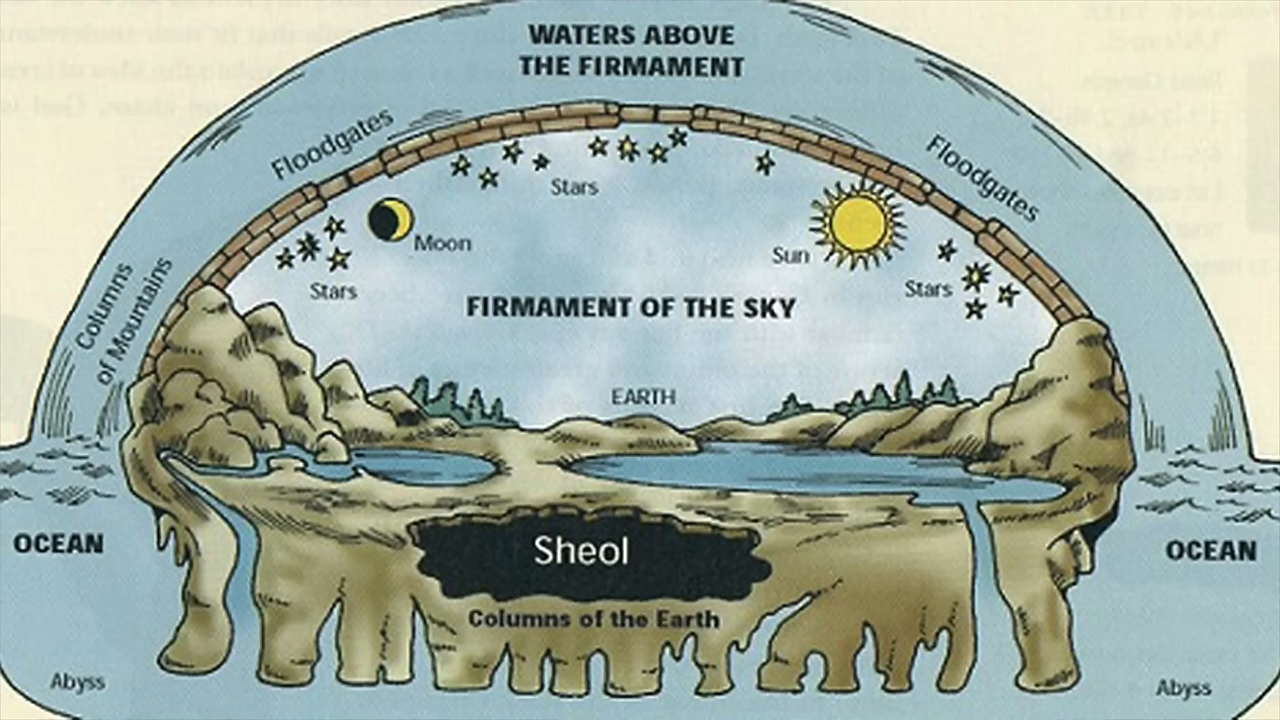 WATERS ABOVE
THE FIRMAMENT
Floodgates
Floodgates
Stars
Moon
Sun
Stars
Stars
Columns
of Mountains
FIRMAMENT OF THE SKY
EARTH
OCEAN
OCEAN
Sheol
Columns of the Earth
Abyss
Abyss